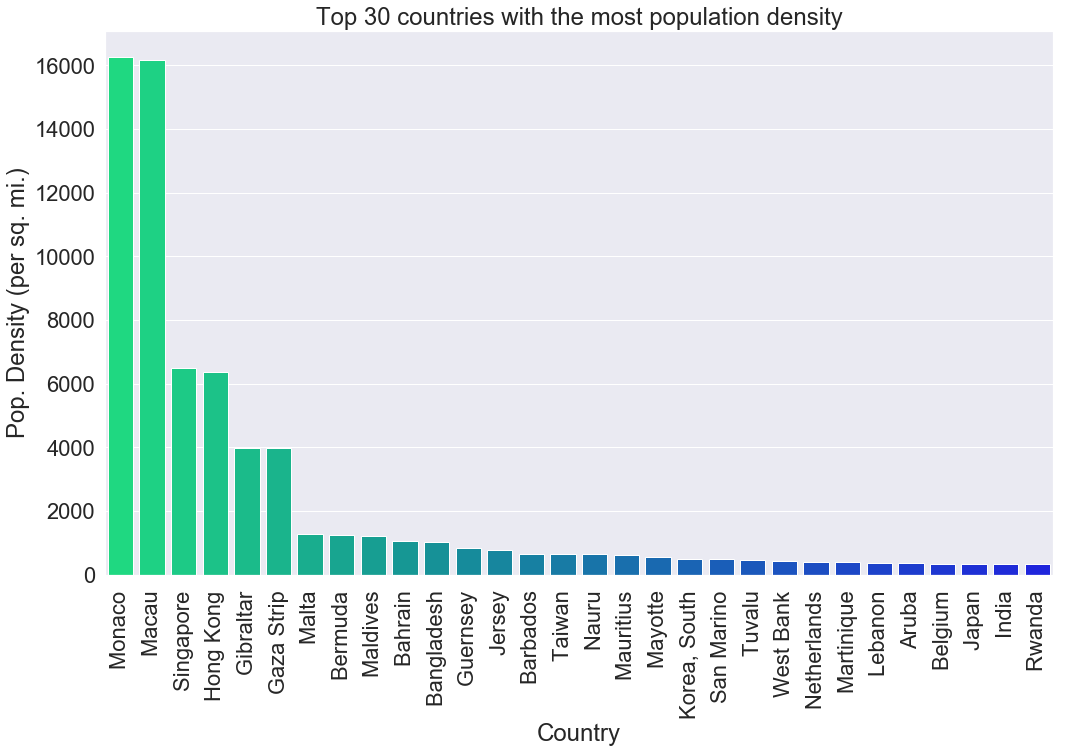 Top 30 countries with the most population density
Pop. Density (per sq. mi.)
16000
14000
12000
10000
8000
6000
4000
2000
0
Monaco
Macau
Singapore
Hong Kong
Gibraltar
Gaza Strip
Malta
Bermuda
Maldives
Bahrain
Bangladesh
Guernsey
Jersey
Barbados
Taiwan
Nauru
Mauritius
Mayotte
Korea, South
San Marino
Tuvalu
West Bank
Netherlands
Martinique
Lebanon
Aruba
Belgium
Japan
India
Rwanda
Country